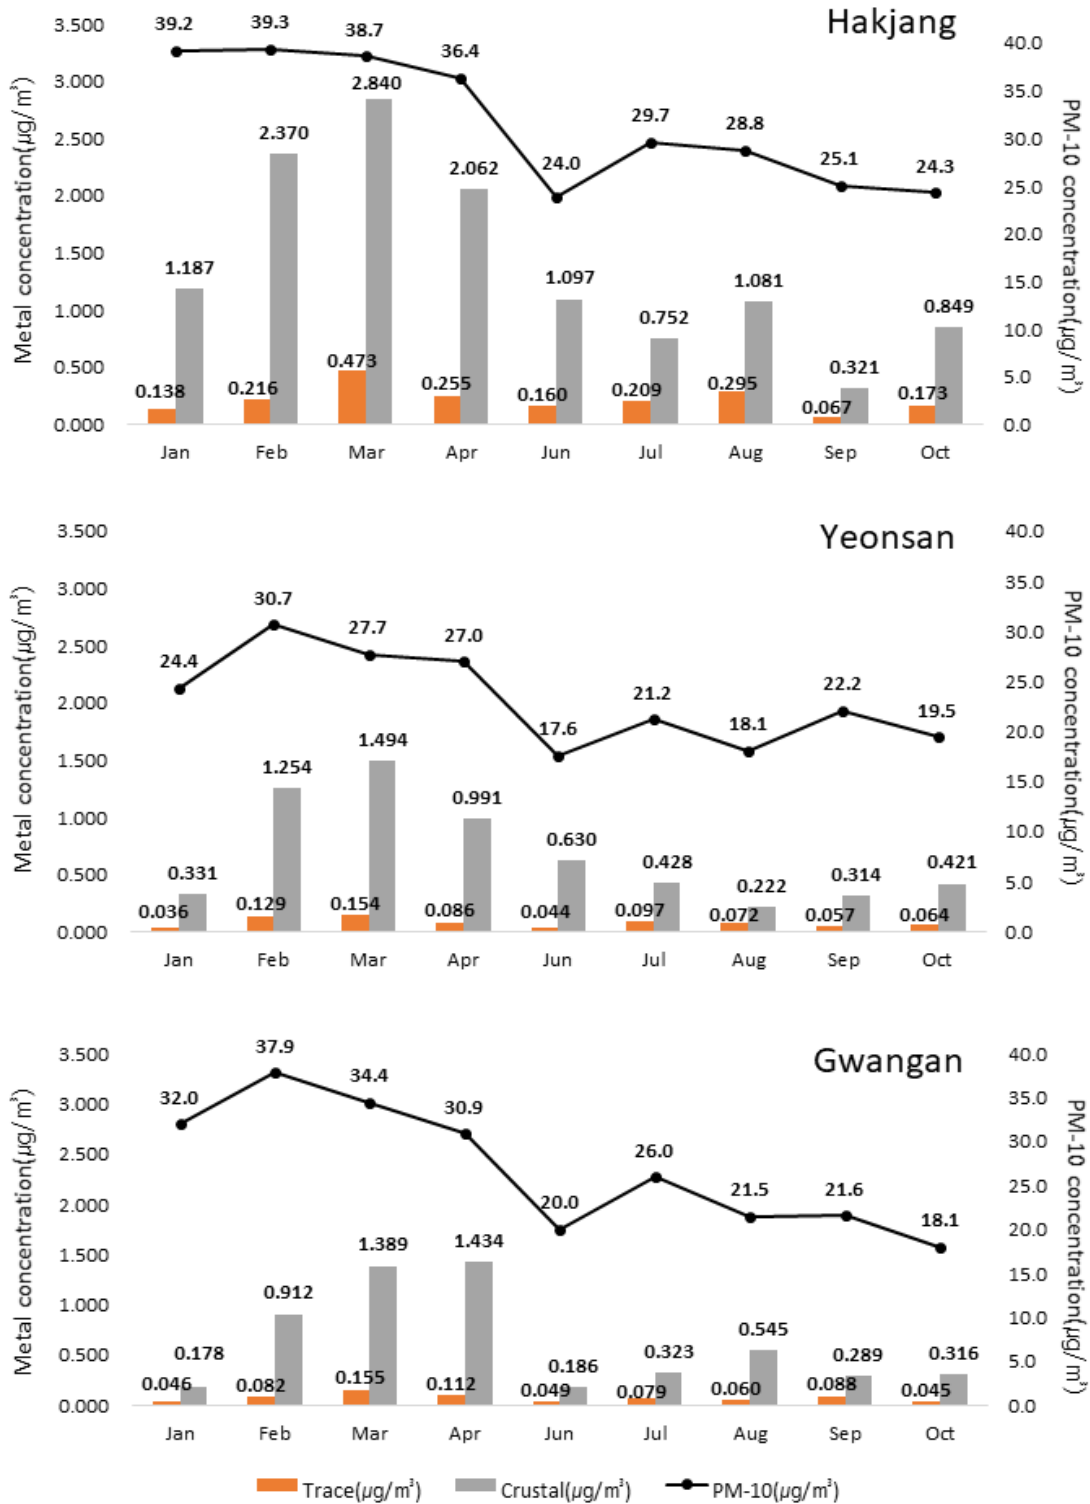 Hakjang
Metal concentration(µg/m³)
3.500
3.000
2.500
2.000
1.500
1.000
0.500
0.000
39.2 39.3 38.7 36.4 24.0 29.7 28.8 25.1 24.3
1.187 2.370 2.840 2.062 1.097 0.752 1.081 0.321 0.849
0.138 0.216 0.473 0.255 0.160 0.209 0.295 0.067 0.173
40.0
35.0
30.0
25.0
20.0
15.0
10.0
5.0
0.0
PM-10 concentration(µg/m³)
Jan Feb Mar Apr Jun Jul Aug Sep Oct
Yeonsan
Metal concentration(µg/m³)
3.500
3.000
2.500
2.000
1.500
1.000
0.500
0.000
24.4 30.7 27.7 27.0 17.6 21.2 18.1 22.2 19.5
0.331 1.254 1.494 0.991 0.630 0.428 0.222 0.314 0.421
0.036 0.129 0.154 0.086 0.044 0.097 0.072 0.057 0.064
40.0
35.0
30.0
25.0
20.0
15.0
10.0
5.0
0.0
PM-10 concentration(µg/m³)
Jan Feb Mar Apr Jun Jul Aug Sep Oct
Gwangan
Metal concentration(µg/m³)
3.500
3.000
2.500
2.000
1.500
1.000
0.500
0.000
32.0 37.9 34.4 30.9 20.0 26.0 21.5 21.6 18.1
0.178 0.912 1.389 1.434 0.186 0.323 0.545 0.289 0.316
0.046 0.082 0.155 0.112 0.049 0.079 0.060 0.088 0.045
40.0
35.0
30.0
25.0
20.0
15.0
10.0
5.0
0.0
PM-10 concentration(µg/m³)
Jan Feb Mar Apr Jun Jul Aug Sep Oct
Trace(µg/m³) Crustal(µg/m³) PM-10(µg/m³)